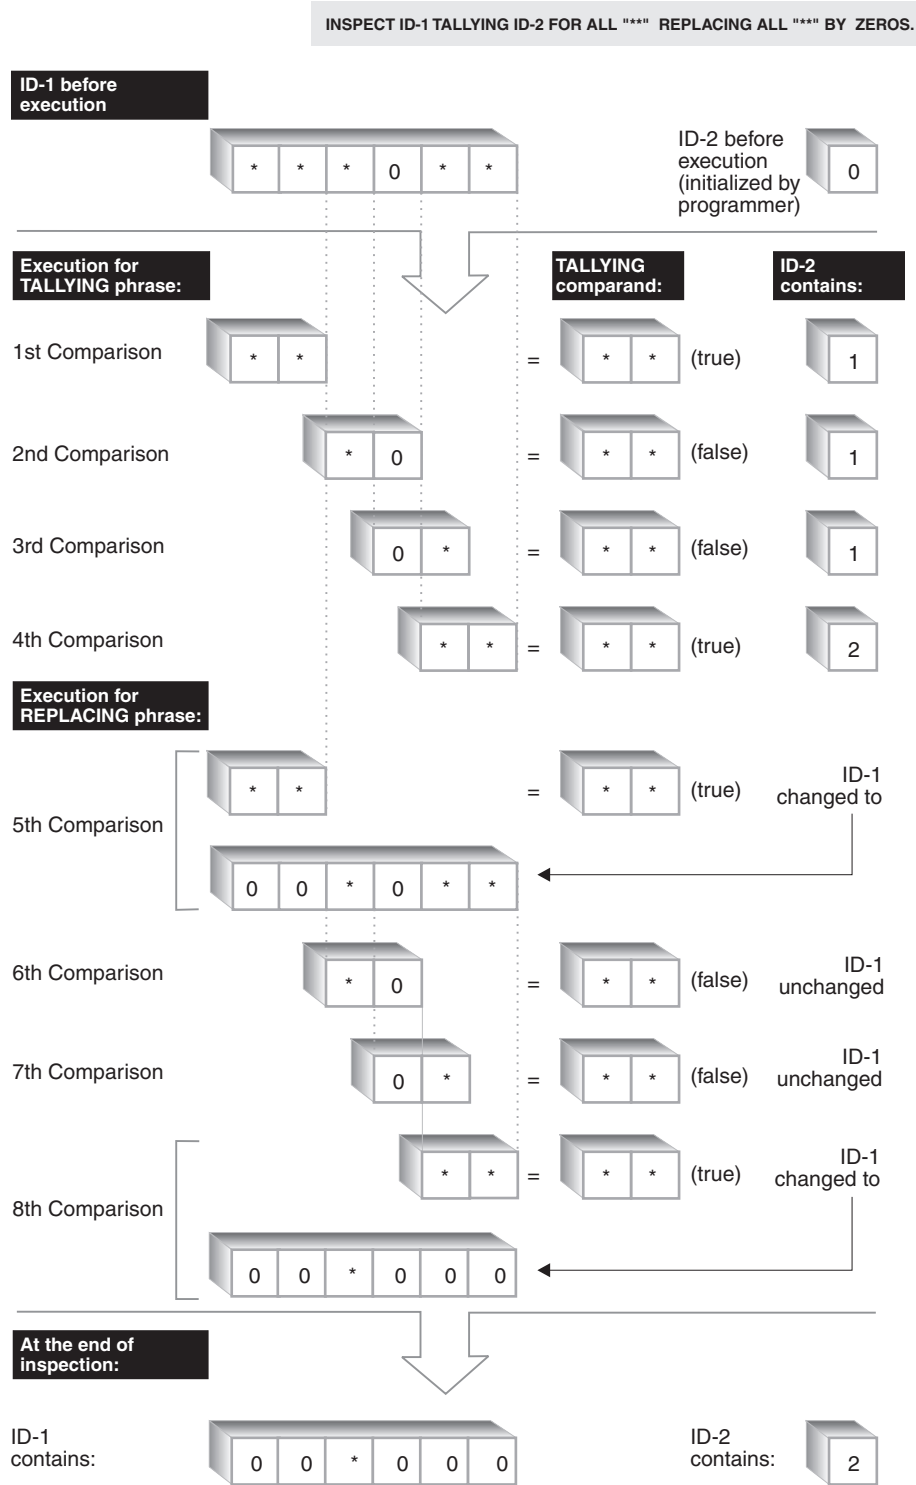 INSPECT ID-1 TALLYING ID-2 FOR ALL "**" REPLACING ALL "**" BY ZEROS.
ID-1 before
execution
* * * 0 * *
ID-2 before
execution
(initialized by
programmer)
0
Execution for
TALLYING phrase:
TALLYING
comparand:
ID-2
contains:
1st Comparison * * = * * (true) 1
2nd Comparison * 0 = * * (false) 1
3rd Comparison 0 * = * * (false) 1
4th Comparison * * = * * (true) 2
Execution for
REPLACING phrase:
5th Comparison
* * = * * (true)
ID-1
changed to
0 0 * 0 * *
6th Comparison * 0 = * * (false)
ID-1
unchanged
7th Comparison 0 * = * * (false)
ID-1
unchanged
8th Comparison
* * = * * (true)
ID-1
changed to
0 0 * 0 0 0
At the end of
inspection:
ID-1
contains:
0 0 * 0 0 0
ID-2
contains:
2